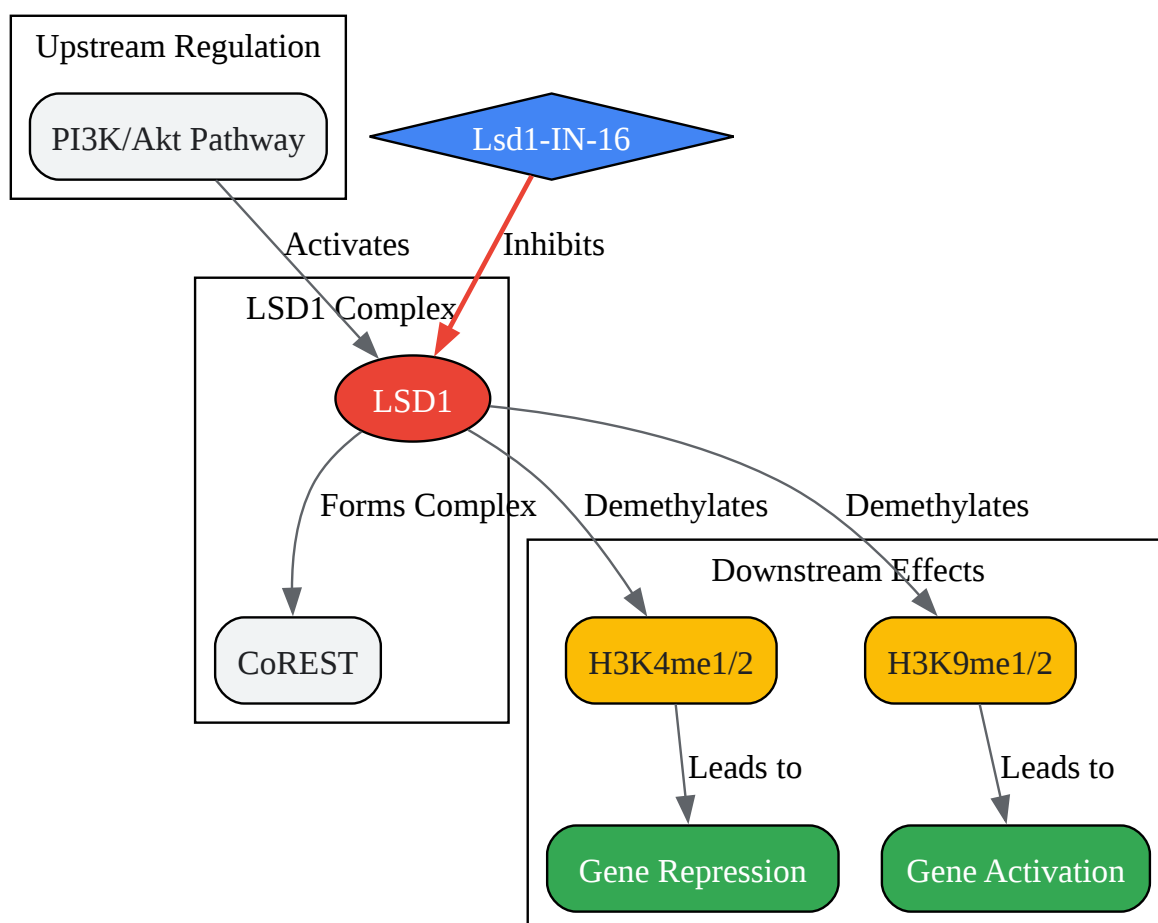 Upstream Regulation
PI3K/Akt Pathway
Lsd1-IN-16
Activates
Inhibits
LSD1 Complex
LSD1
Forms Complex
Demethylates
Demethylates
Downstream Effects
CoREST
H3K4me1/2
H3K9me1/2
Leads to
Leads to
Gene Repression
Gene Activation